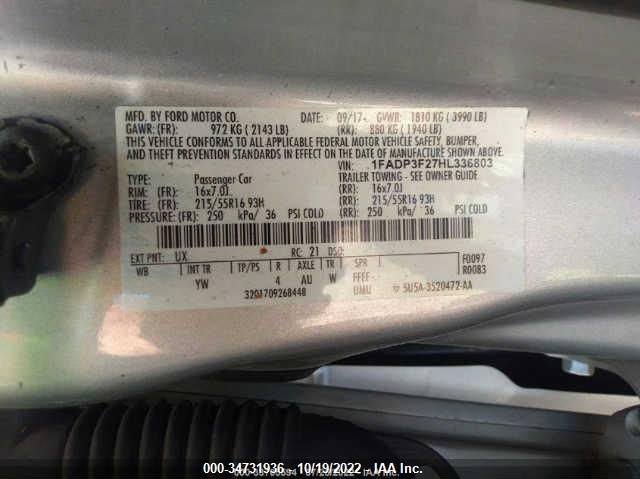 MFD. BY FORD MOTOR CO. 09/17 GVWR: 1810 KG ( 3990 LB)
GAWR: (FR): 972 KG ( 2143 LB) (RR): 880 KG ( 1940 LB)
THIS VEHICLE CONFORMS TO ALL APPLICABLE FEDERAL MOTOR VEHICLE SAFETY, BUMPER,
AND THEFT PREVENTION STANDARDS IN EFFECT ON THE DATE OF MANUFACTURE SHOWN ABOVE.
VIN: 1FADP3F27HL336803
TYPE: Passenger Car TRAILER TOWING - SEE OWNER GUIDE
RIM: (FR): 16x7.0J (RR): 16x7.0J
TIRE: (FR): 215/55R16 93H (RR): 215/55R16 93H
PRESSURE: (FR): 250 kPa/ 36 PSI COLD (RR): 250 kPa/ 36 PSI COLD
EXT PNT: UX RC: 21 DSO: F0097
WB INT TR TP/PS R AXLE TR SPR R0083
YW 4 AU W FFFF
3201709268448 UMU 5U5A-3520472-AA
000-34731936 - 10/19/2022 - IAA Inc.